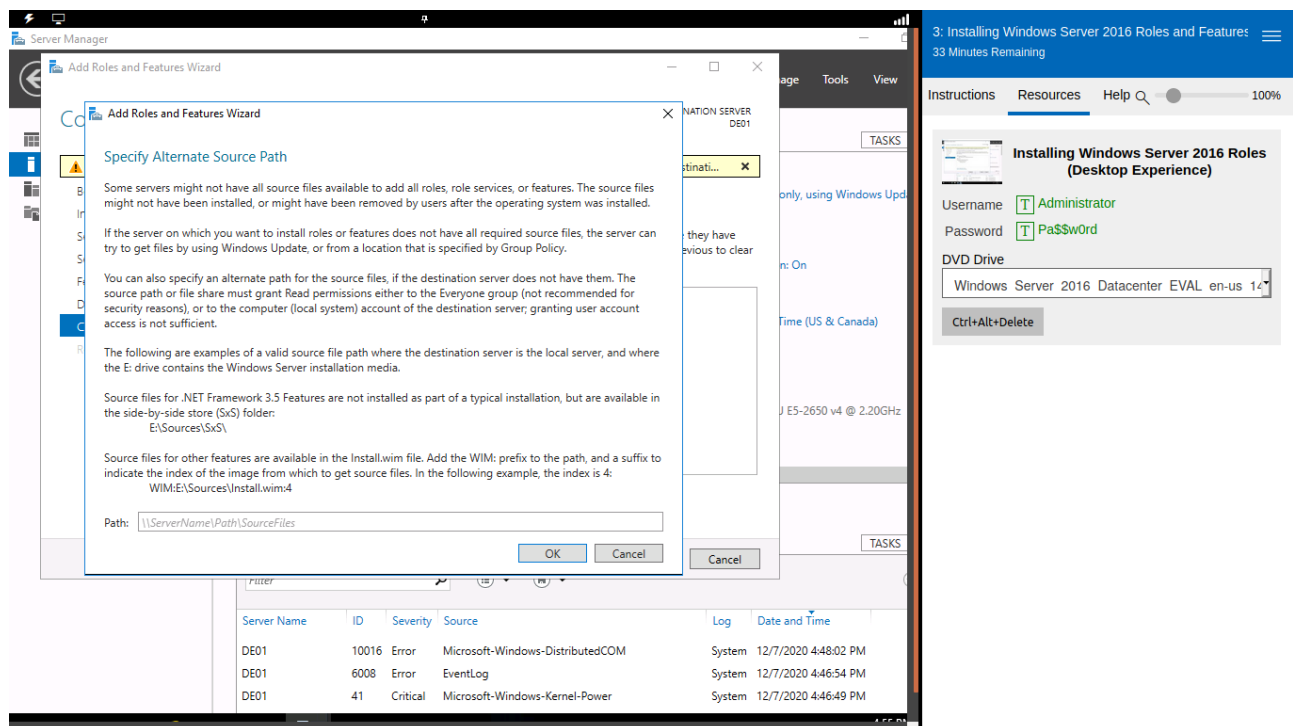 Server Manager
Add Roles and Features Wizard
Tools
View
NATION SERVER
DE01
TASKS
Add Roles and Features Wizard
Specify Alternate Source Path
Some servers might not have all source files available to add all roles, role services, or features. The source files
might not have been installed, or might have been removed by users after the operating system was installed.
If the server on which you want to install roles or features does not have all required source files, the server can
try to get files by using Windows Update, or from a location that is specified by Group Policy.
You can also specify an alternate path for the source files, if the destination server does not have them. The
source path or file share must grant Read permissions either to the Everyone group (not recommended for
security reasons), or to the computer (local system) account of the destination server; granting user account
access is not sufficient.
The following are examples of a valid source file path where the destination server is the local server, and where
the E: drive contains the Windows Server installation media.
Source files for .NET Framework 3.5 Features are not installed as part of a typical installation, but are available in
the side-by-side store (SxS) folder:
E:\Sources\SxS\
Source files for other features are available in the Install.wim file. Add the WIM: prefix to the path, and a suffix to
indicate the index of the image from which to get source files. In the following example, the index is 4:
WIM:E:\Sources\Install.wim:4
Path: \\ServerName\Path\SourceFiles
OK Cancel
Cancel
stinati...
they have
evious to clear
only, using Windows Upd
n: On
Time (US & Canada)
E5-2650 v4 @ 2.20GHz
TASKS
Filter
Server Name ID Severity Source Log Date and Time
DE01 10016 Error Microsoft-Windows-DistributedCOM System 12/7/2020 4:48:02 PM
DE01 6008 Error EventLog System 12/7/2020 4:46:54 PM
DE01 41 Critical Microsoft-Windows-Kernel-Power System 12/7/2020 4:46:49 PM
3: Installing Windows Server 2016 Roles and Features
33 Minutes Remaining
Instructions Resources Help 100%
Installing Windows Server 2016 Roles
(Desktop Experience)
Username T Administrator
Password T Pa$$w0rd
DVD Drive
Windows Server 2016 Datacenter EVAL en-us 14
Ctrl+Alt+Delete